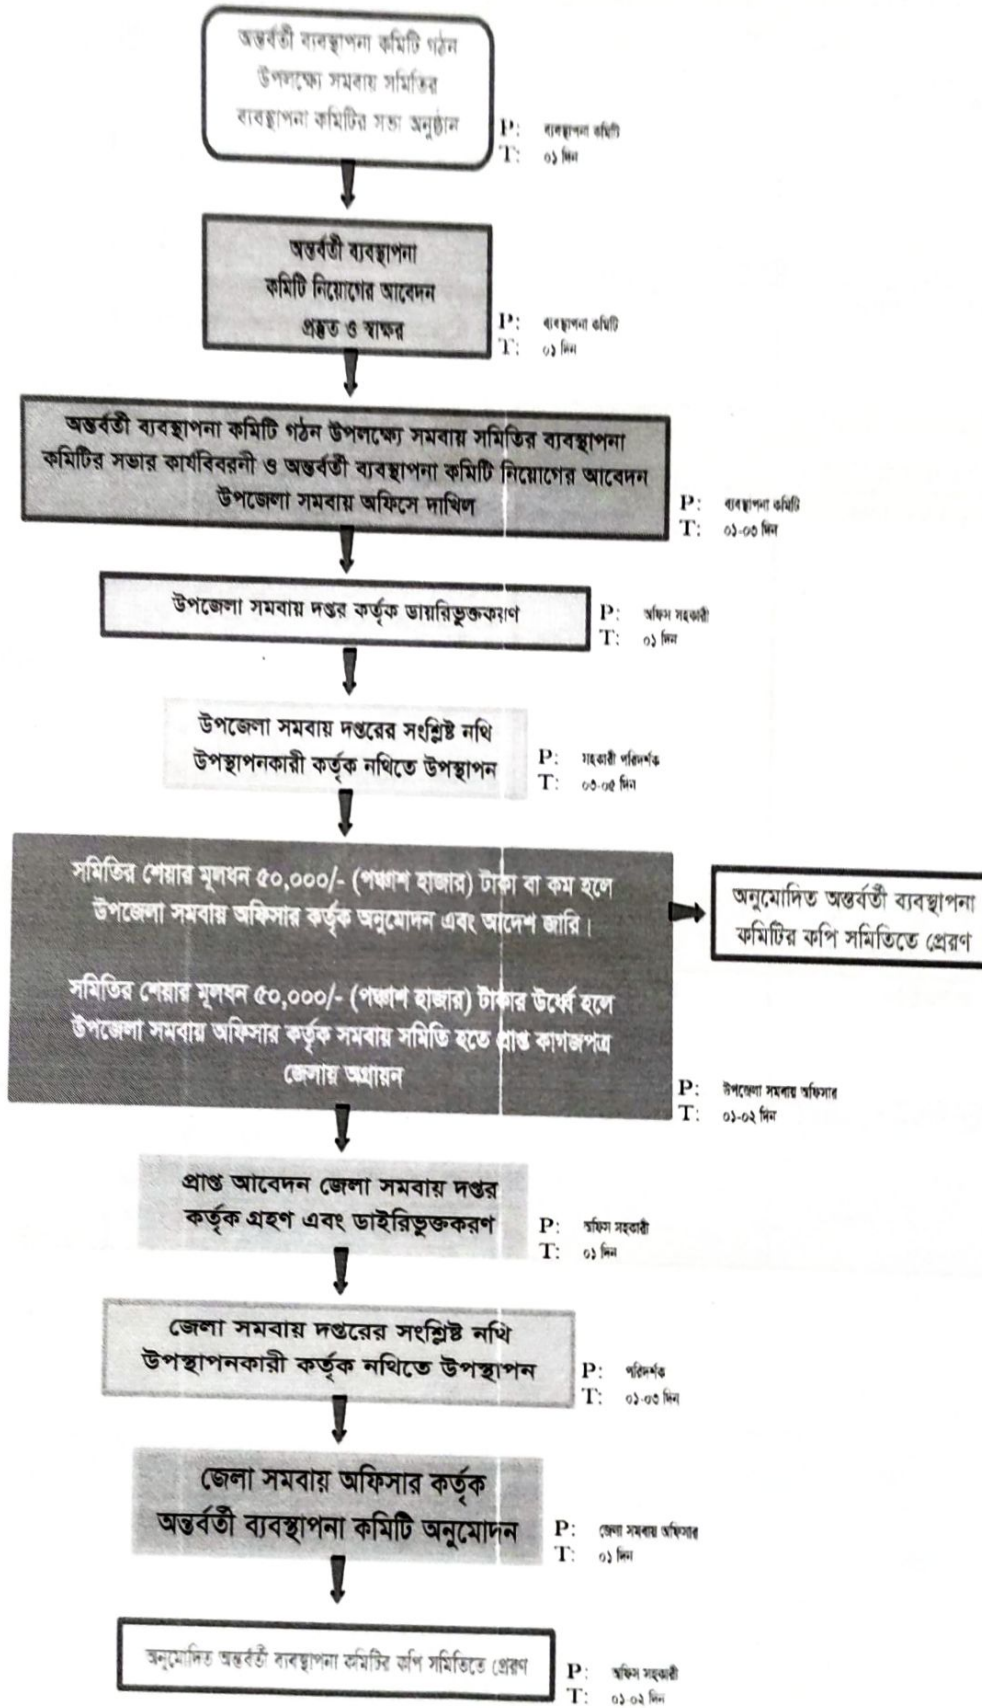 অন্তর্বর্তী ব্যবস্থাপনা কমিটি গঠন
উপলক্ষ্যে সমবায় সমিতির
ব্যবস্থাপনা কমিটির সভা অনুষ্ঠান
P: ব্যবস্থাপনা কমিটি
T: ০১ দিন
অন্তর্বর্তী ব্যবস্থাপনা
কমিটি নিয়োগের আবেদন
প্রস্তুত ও স্বাক্ষর
P: ব্যবস্থাপনা কমিটি
T: ০১ দিন
অন্তর্বর্তী ব্যবস্থাপনা কমিটি গঠন উপলক্ষ্যে সমবায় সমিতির ব্যবস্থাপনা
কমিটির সভার কার্যবিবরনী ও অন্তর্বর্তী ব্যবস্থাপনা কমিটি নিয়োগের আবেদন
উপজেলা সমবায় অফিসে দাখিল
P: ব্যবস্থাপনা কমিটি
T: ০১-০৩ দিন
উপজেলা সমবায় দপ্তর কর্তৃক ডায়রিভুক্তকরণ
P: অফিস সহকারী
T: ০১ দিন
উপজেলা সমবায় দপ্তরের সংশ্লিষ্ট নথি
উপস্থাপনকারী কর্তৃক নথিতে উপস্থাপন
P: সহকারী পরিদর্শক
T: ০৩-০৫ দিন
সমিতির শেয়ার মূলধন ৫০,০০০/- (পঞ্চাশ হাজার) টাকা বা কম হলে
উপজেলা সমবায় অফিসার কর্তৃক অনুমোদন এবং আদেশ জারি।
অনুমোদিত অন্তর্বর্তী ব্যবস্থাপনা
কমিটির কপি সমিতিতে প্রেরণ
সমিতির শেয়ার মূলধন ৫০,০০০/- (পঞ্চাশ হাজার) টাকার উর্ধ্বে হলে
উপজেলা সমবায় অফিসার কর্তৃক সমবায় সমিতি হতে প্রাপ্ত কাগজপত্র
জেলায় অগ্রায়ন
P: উপজেলা সমবায় অফিসার
T: ০১-০২ দিন
প্রাপ্ত আবেদন জেলা সমবায় দপ্তর
কর্তৃক গ্রহণ এবং ডাইরিভুক্তকরণ
P: অফিস সহকারী
T: ০১ দিন
জেলা সমবায় দপ্তরের সংশ্লিষ্ট নথি
উপস্থাপনকারী কর্তৃক নথিতে উপস্থাপন
P: পরিদর্শক
T: ০১-০৩ দিন
জেলা সমবায় অফিসার কর্তৃক
অন্তর্বর্তী ব্যবস্থাপনা কমিটি অনুমোদন
P: জেলা সমবায় অফিসার
T: ০১ দিন
অনুমোদিত অন্তর্বর্তী ব্যবস্থাপনা কমিটির কপি সমিতিতে প্রেরণ
P: অফিস সহকারী
T: ০১-০২ দিন